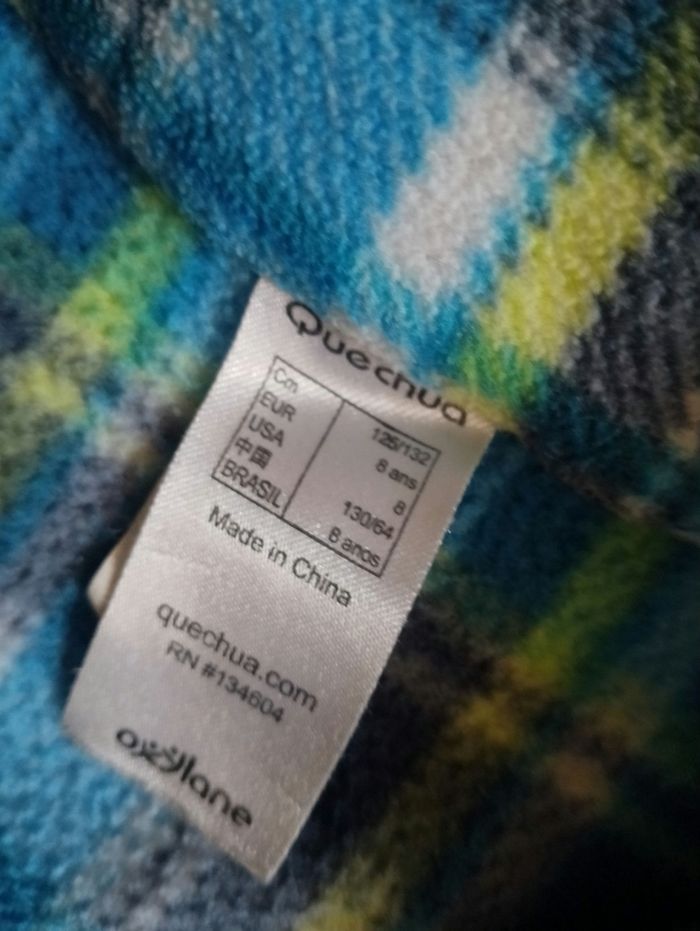 Quechua
Cm 125/132
EUR 8 ans
USA 8
中国 130/64
BRASIL 8 anos
Made in China
quechua.com
RN #134604
oxylane